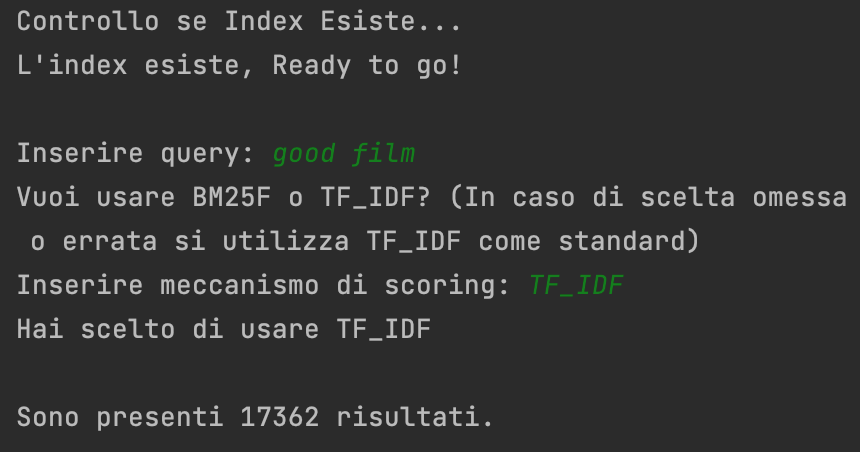 Controllo se Index Esiste...
L'index esiste, Ready to go!
Inserire query: good film
Vuoi usare BM25F o TF_IDF? (In caso di scelta omessa
o errata si utilizza TF_IDF come standard)
Inserire meccanismo di scoring: TF_IDF
Hai scelto di usare TF_IDF
Sono presenti 17362 risultati.